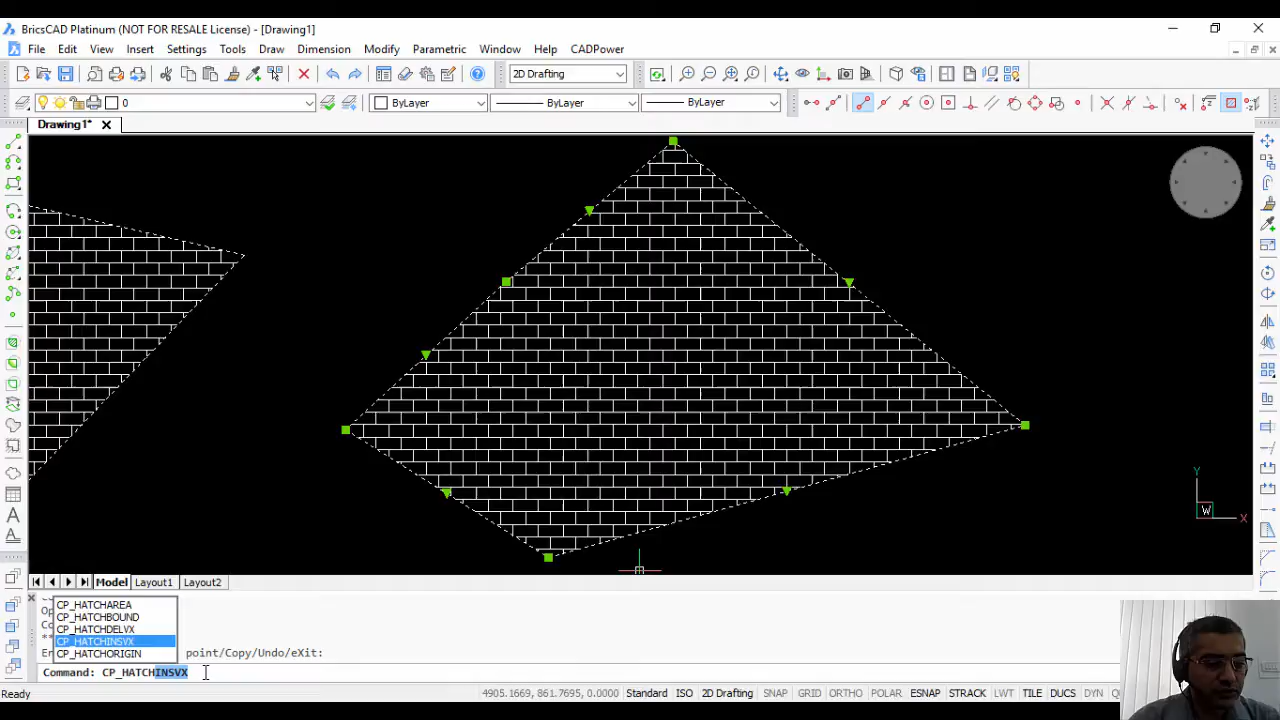 BricsCAD Platinum (NOT FOR RESALE License) - [Drawing1]
File Edit View Insert Settings Tools Draw Dimension Modify Parametric Window Help CADPower
2D Drafting
0 ByLayer ByLayer ByLayer
Drawing1*
Y
W X
Model Layout1 Layout2
CP_HATCHAREA
CP_HATCHBOUND
CP_HATCHDELVX
CP_HATCHINSVX
CP_HATCHORIGIN
point/Copy/Undo/eXit:
Command: CP_HATCHINSVX
Ready 4905.1669, 861.7695, 0.0000 Standard ISO 2D Drafting SNAP GRID ORTHO POLAR ESNAP STRACK LWT TILE DUCS DYN